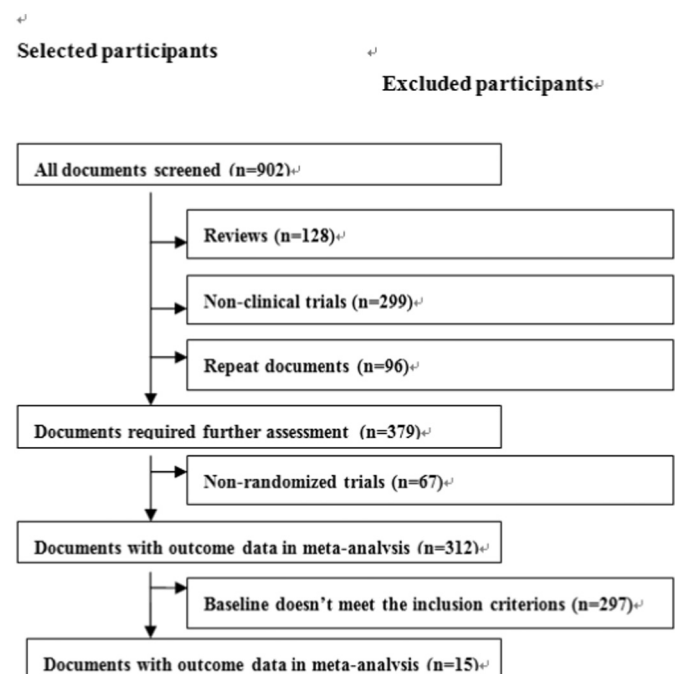 Selected participants
Excluded participants
All documents screened (n=902)
Reviews (n=128)
Non-clinical trials (n=299)
Repeat documents (n=96)
Documents required further assessment (n=379)
Non-randomized trials (n=67)
Documents with outcome data in meta-analysis (n=312)
Baseline doesn't meet the inclusion criterions (n=297)
Documents with outcome data in meta-analysis (n=15)